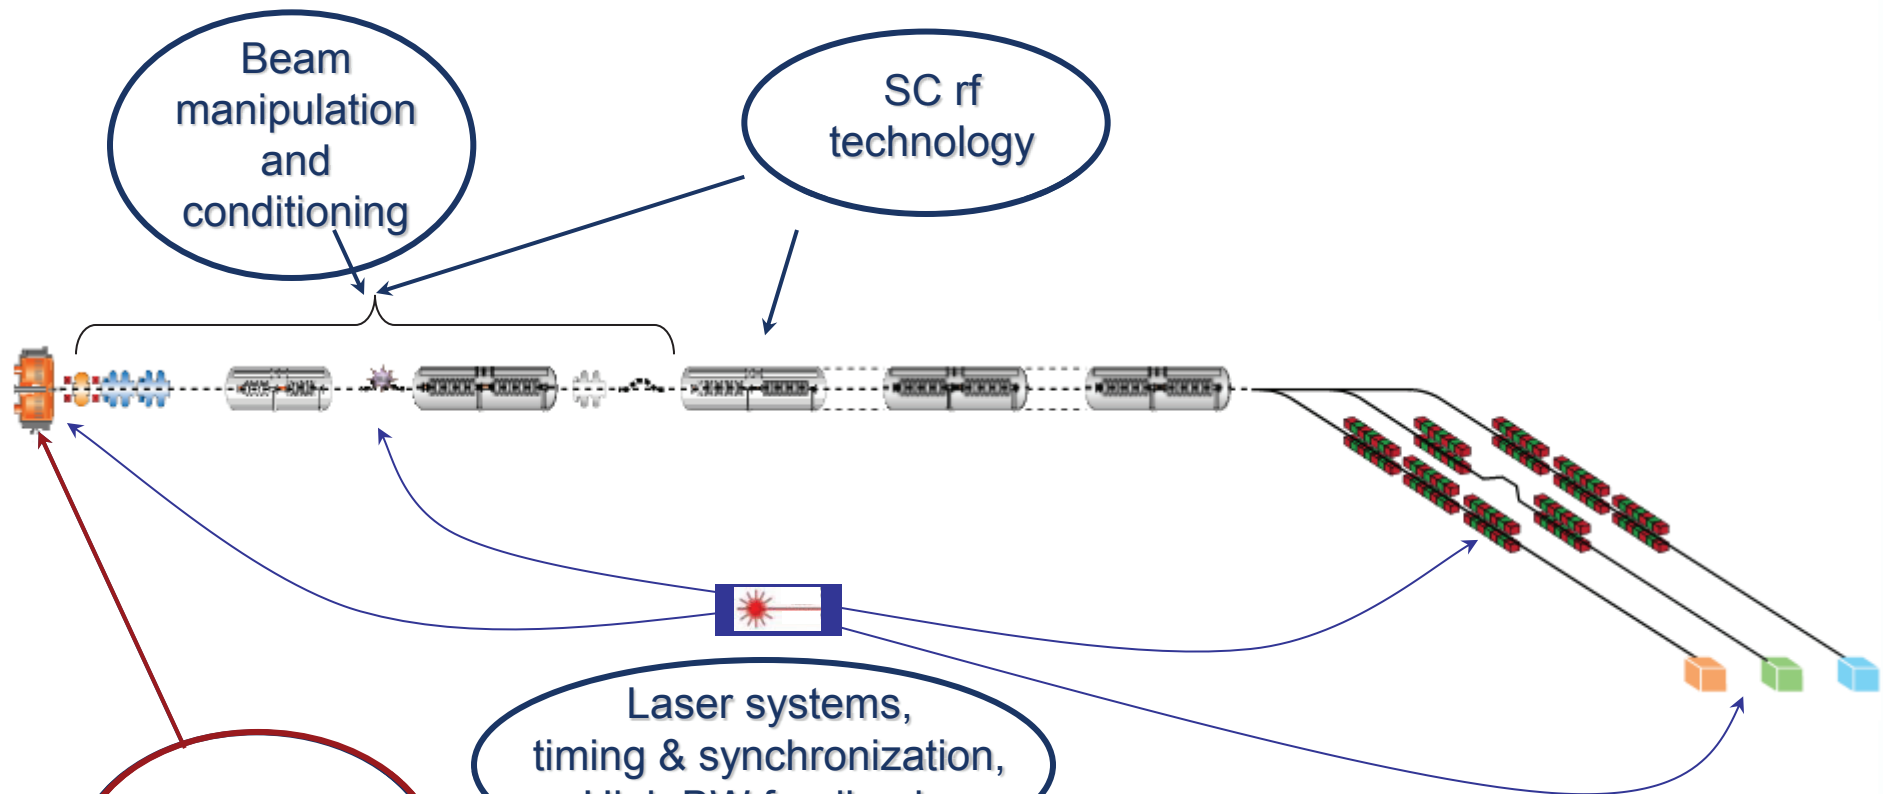 Beam
manipulation
and
conditioning
SC rf
technology
Laser systems,
timing & synchronization,